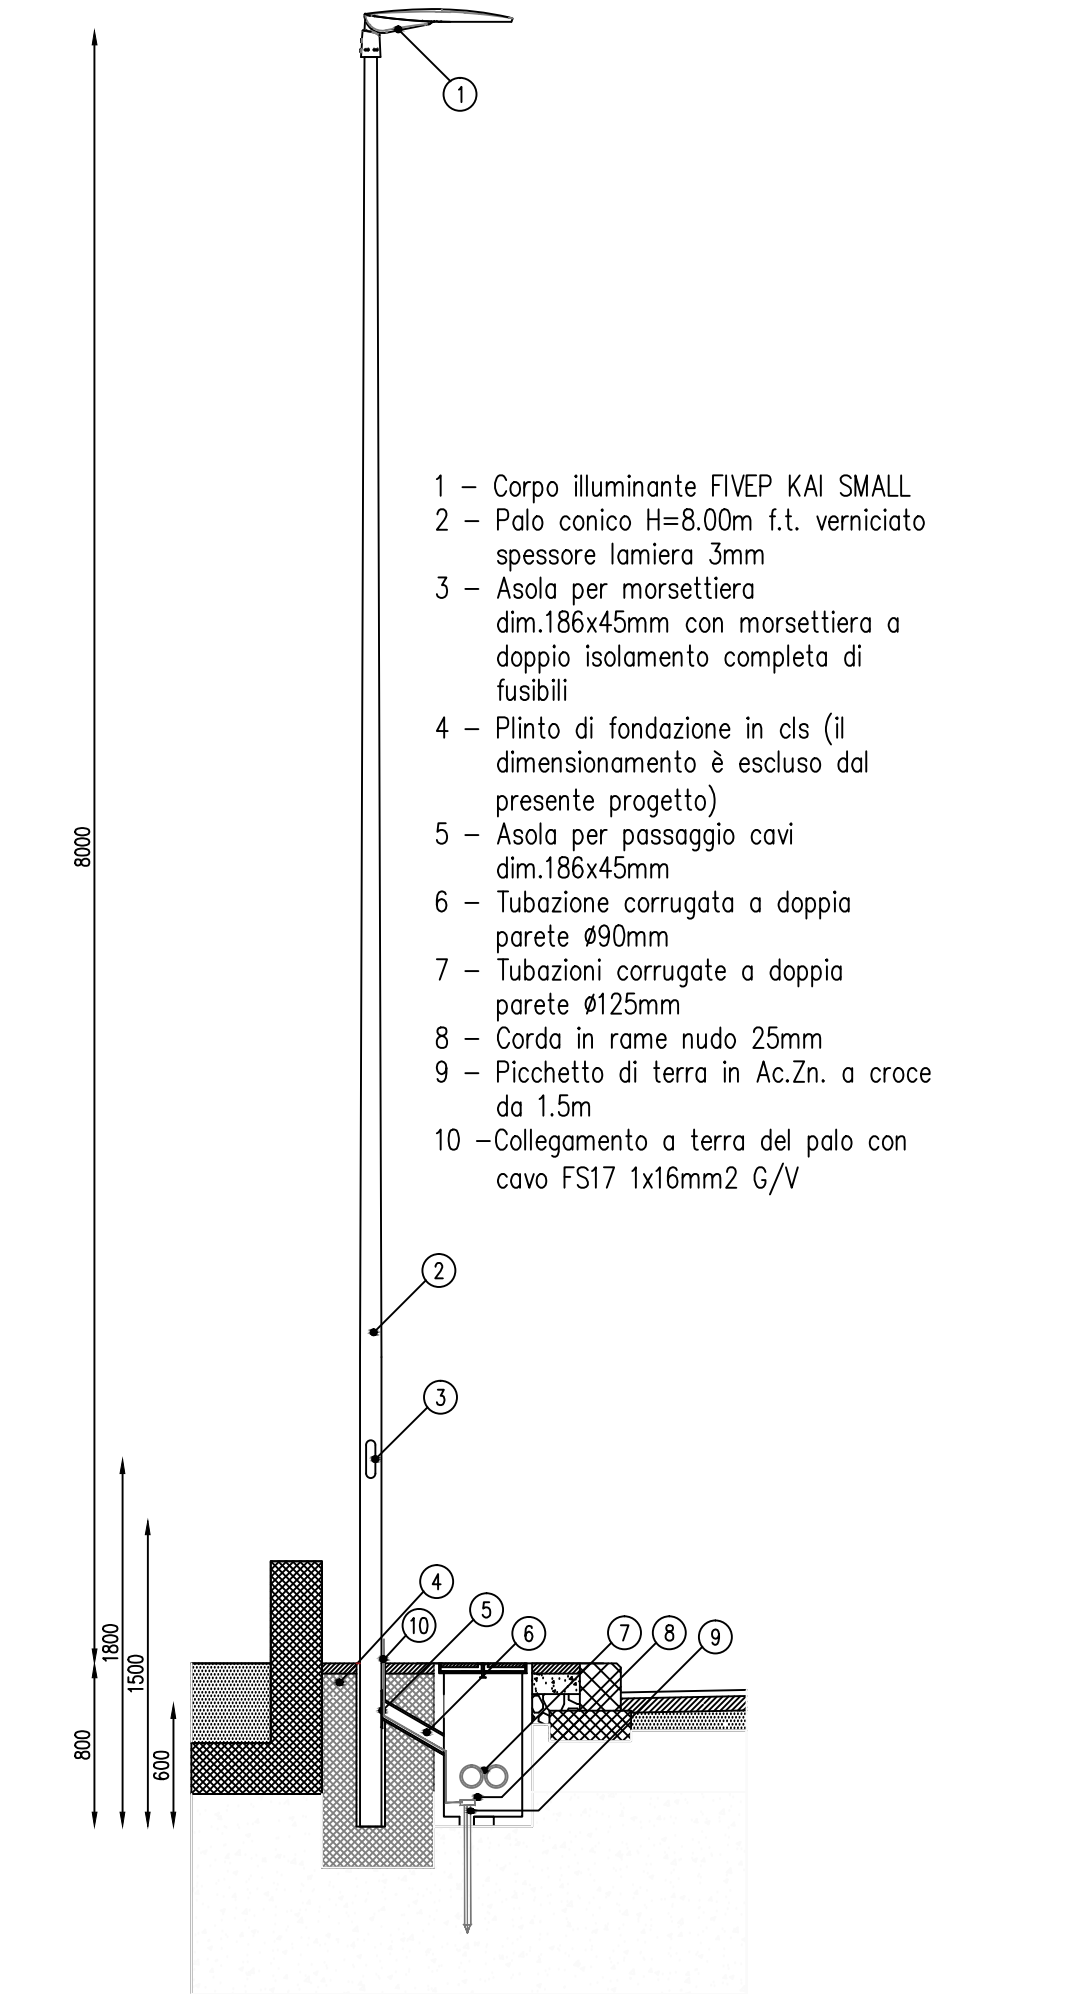 1
1 – Corpo illuminante FIVEP KAI SMALL
2 – Palo conico H=8.00m f.t. verniciato
spessore lamiera 3mm
3 – Asola per morsettiera
dim.186x45mm con morsettiera a
doppio isolamento completa di
fusibili
4 – Plinto di fondazione in cls (il
dimensionamento è escluso dal
presente progetto)
5 – Asola per passaggio cavi
dim.186x45mm
6 – Tubazione corrugata a doppia
parete ø90mm
7 – Tubazioni corrugate a doppia
parete ø125mm
8 – Corda in rame nudo 25mm
9 – Picchetto di terra in Ac.Zn. a croce
da 1.5m
10 –Collegamento a terra del palo con
cavo FS17 1x16mm2 G/V
8000
2
3
4
5
10
6
7
8
9
1800
1500
800
600